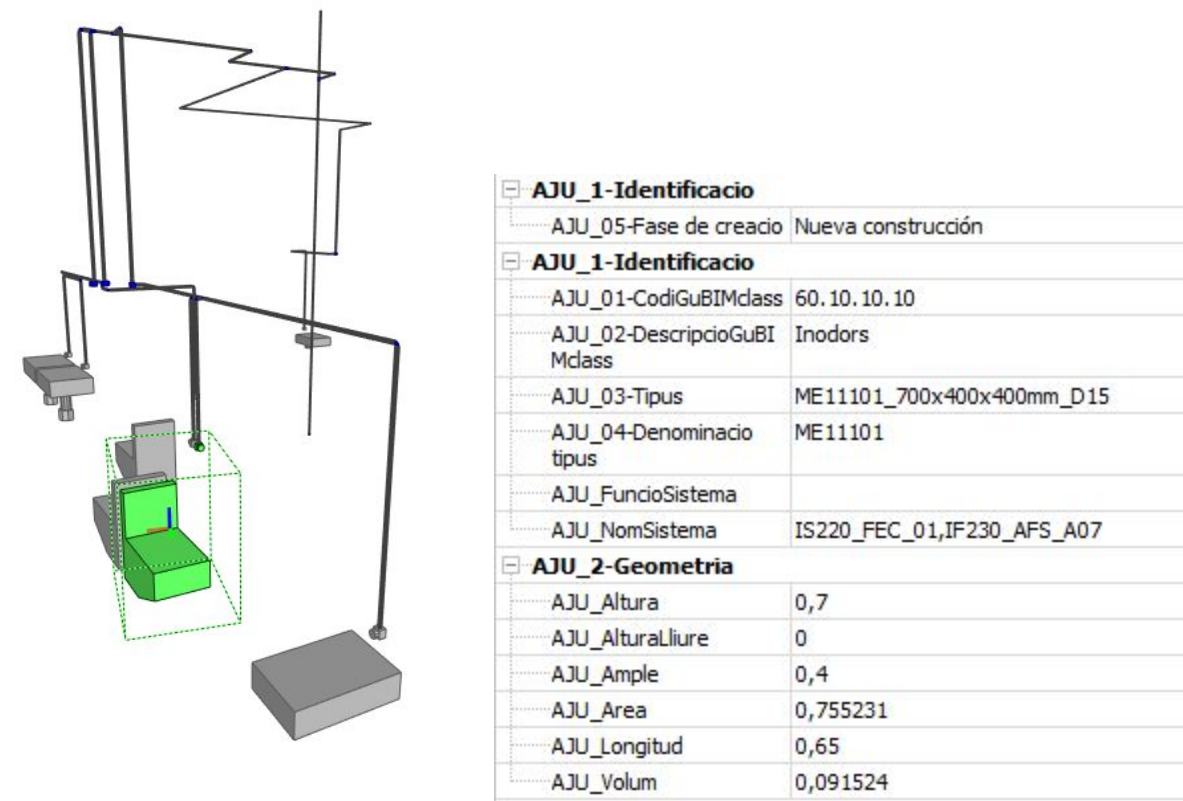 AJU_1-Identificacio
AJU_05-Fase de creacio Nueva construcción
AJU_1-Identificacio
AJU_01-CodiGuBIMclass 60.10.10.10
AJU_02-DescripcioGuBI Inodors
Mclass
AJU_03-Tipus ME11101_700x400x400mm_D15
AJU_04-Denominacio ME11101
tipus
AJU_FuncioSistema
AJU_NomSistema IS220_FEC_01,IF230_AFS_A07
AJU_2-Geometria
AJU_Altura 0,7
AJU_AlturaLliure 0
AJU_Ample 0,4
AJU_Area 0,755231
AJU_Longitud 0,65
AJU_Volum 0,091524